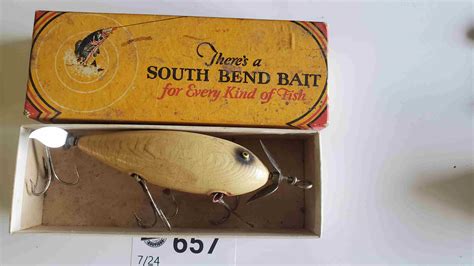 There's a
SOUTH BEND BAIT
for Every Kind of Fish
657
7/24